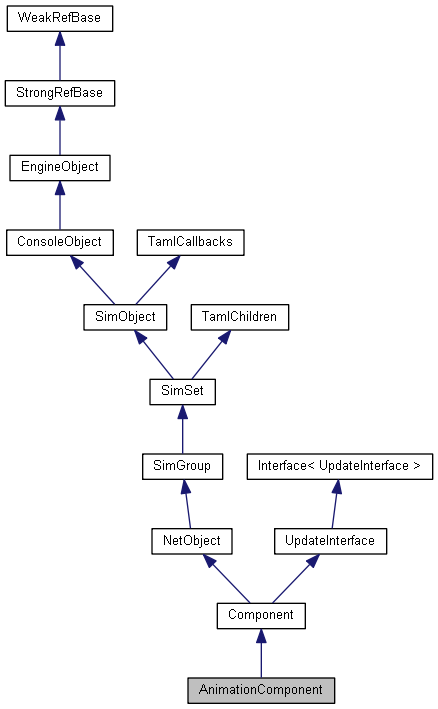 WeakRefBase
StrongRefBase
EngineObject
ConsoleObject
TamlCallbacks
SimObject
TamlChildren
SimSet
SimGroup
Interface< UpdateInterface >
NetObject
UpdateInterface
Component
AnimationComponent